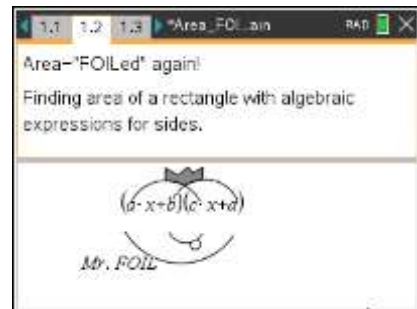 1.1 1.2 1.3 *Area_FOI...ain RAD
Area-"FOILed" again!
Finding area of a rectangle with algebraic
expressions for sides.
(a· x+b)(c· x+d)
Mr. FOIL